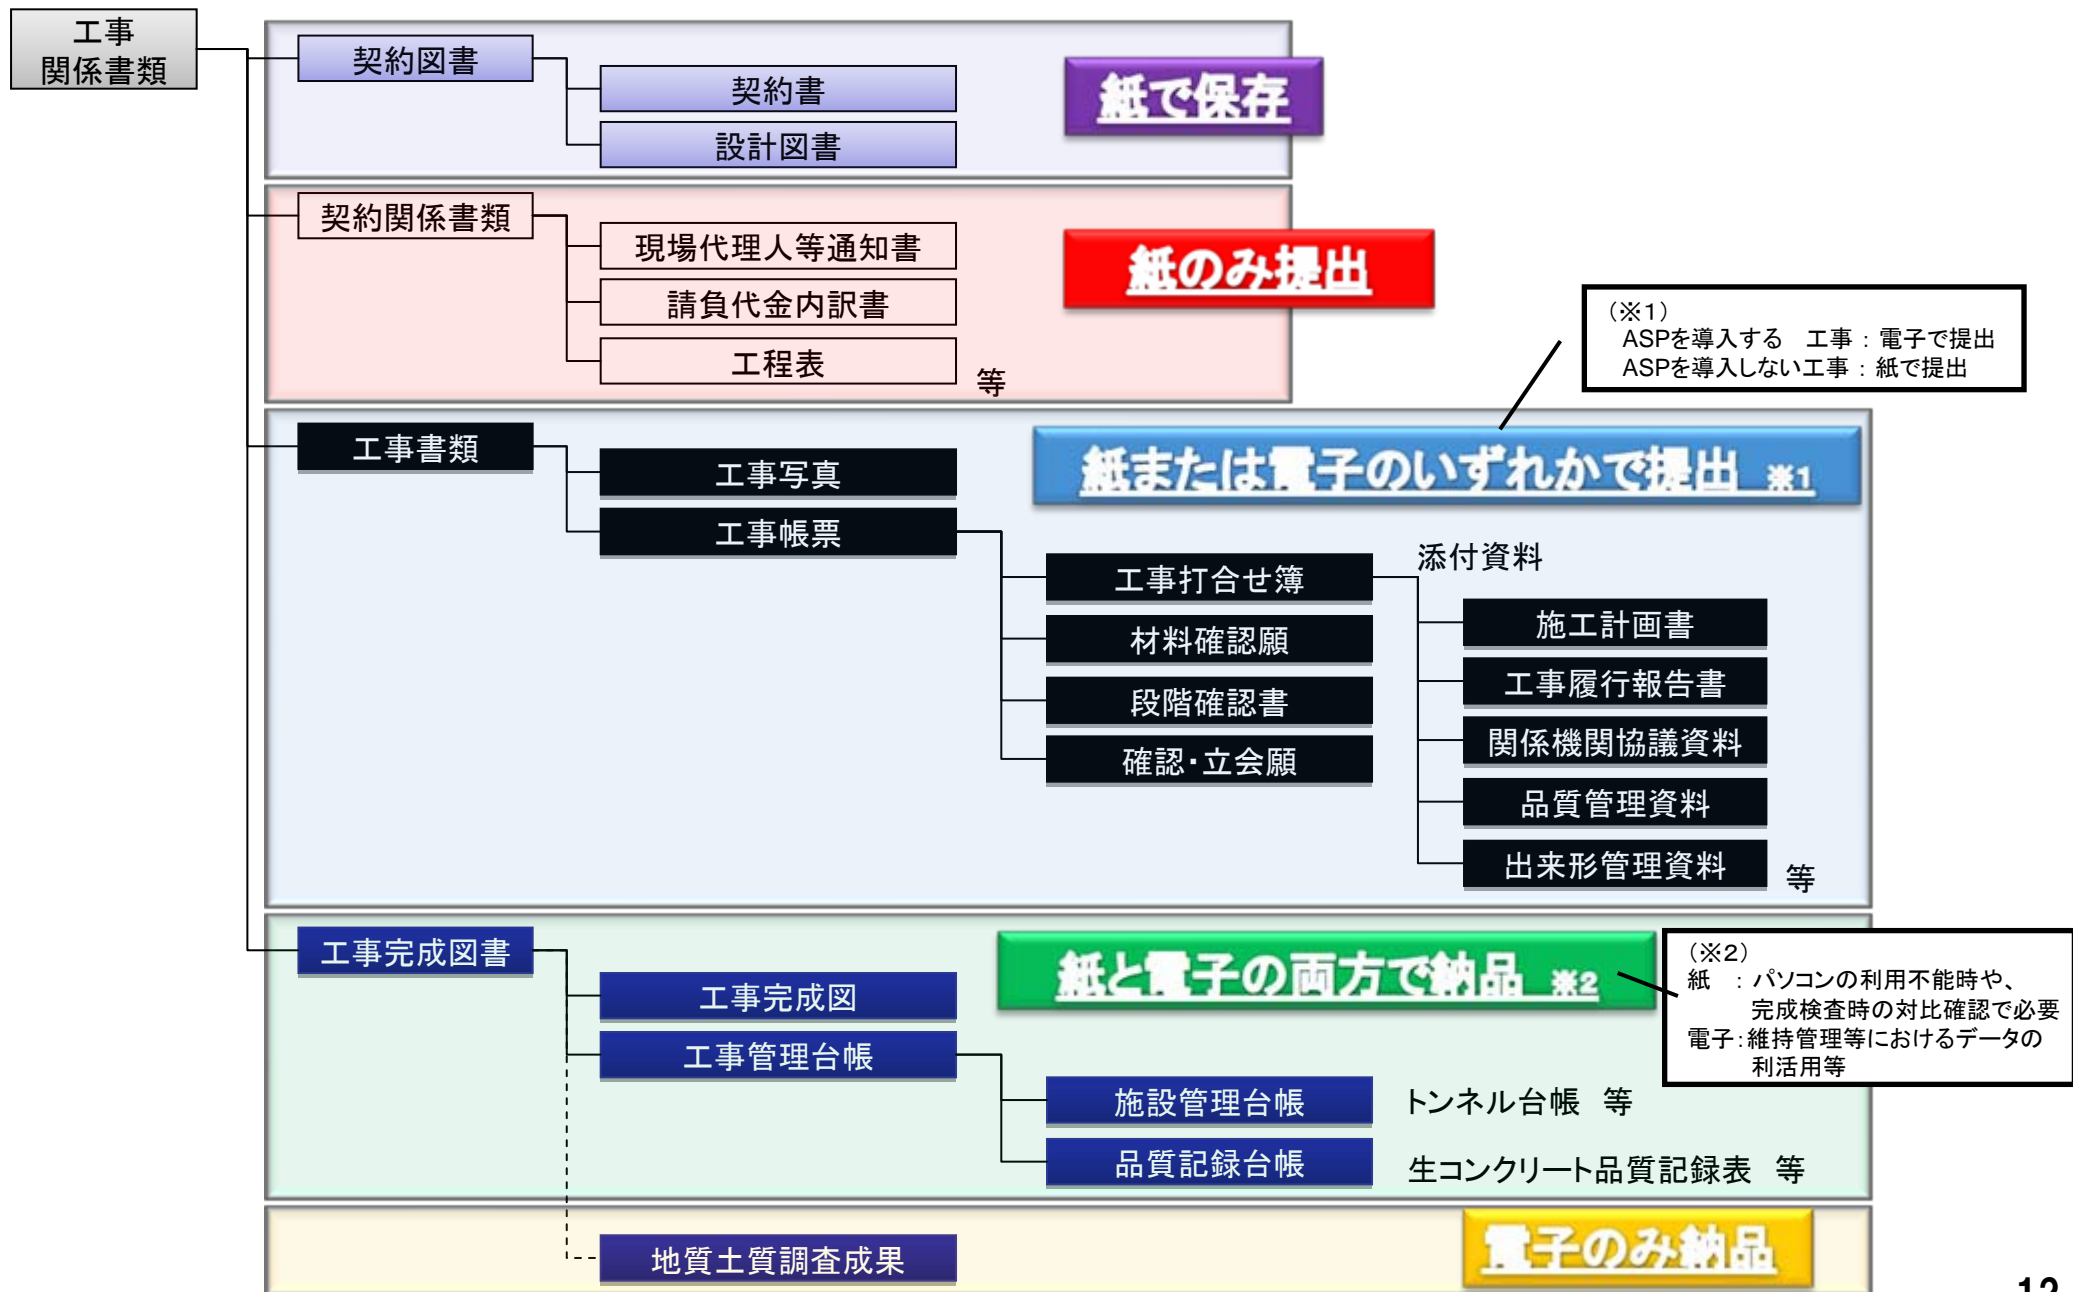 工事
関係書類
契約図書
契約書
設計図書
紙で保存
契約関係書類
現場代理人等通知書
請負代金内訳書
工程表
等
紙のみ提出
(※1)
ASPを導入する　工事：電子で提出
ASPを導入しない工事：紙で提出
工事書類
紙または電子のいずれかで提出 ※1
工事写真
工事帳票
工事打合せ簿
添付資料
材料確認願
段階確認書
確認・立会願
施工計画書
工事履行報告書
関係機関協議資料
品質管理資料
出来形管理資料
等
工事完成図書
紙と電子の両方で納品 ※2
(※2)
紙　：パソコンの利用不能時や、
完成検査時の対比確認で必要
電子：維持管理等におけるデータの
利活用等
工事完成図
工事管理台帳
施設管理台帳
トンネル台帳　等
品質記録台帳
生コンクリート品質記録表　等
地質土質調査成果
電子のみ納品